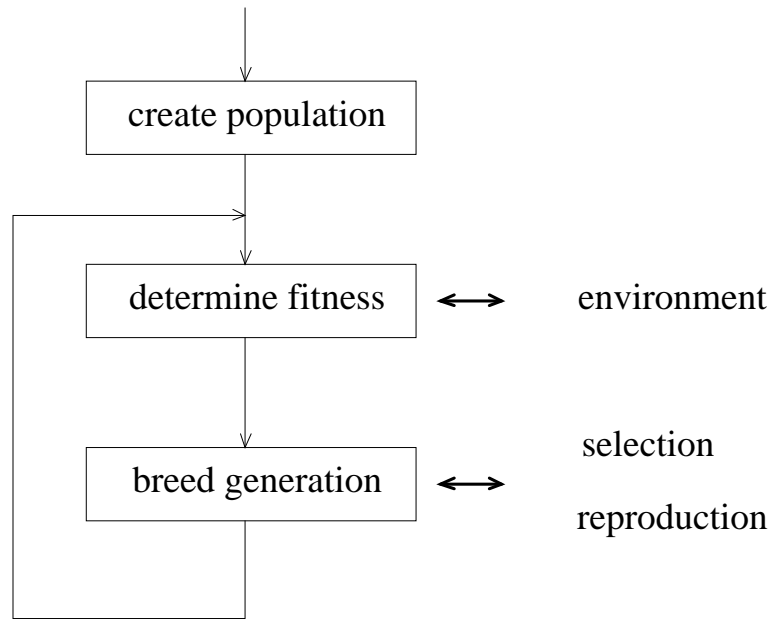 create population
determine fitness
environment
breed generation
selection
reproduction